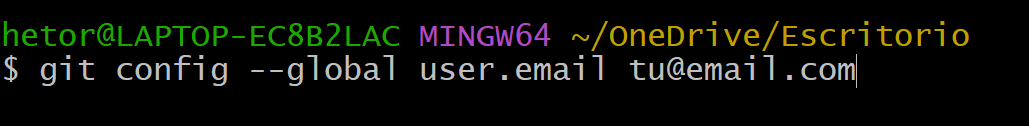 hetor@LAPTOP-EC8B2LAC MINGW64 ~/OneDrive/Escritorio
$ git config --global user.email tu@email.com